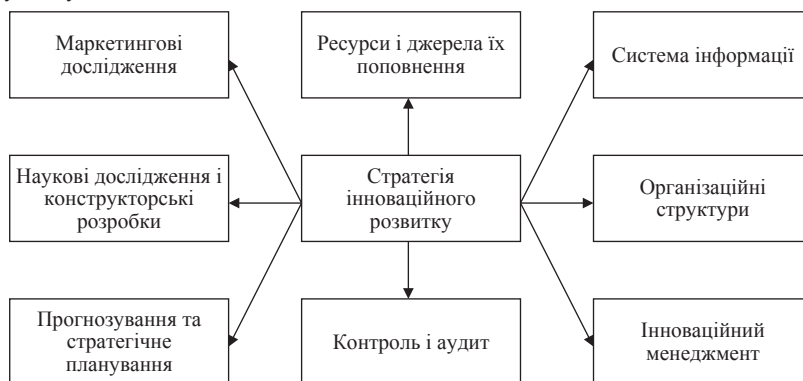 Маркетингові
дослідження
Ресурси і джерела їх
поповнення
Система інформації
Наукові дослідження і
конструкторські
розробки
Стратегія
інноваційного
розвитку
Організаційні
структури
Прогнозування та
стратегічне
планування
Контроль і аудит
Інноваційний
менеджмент